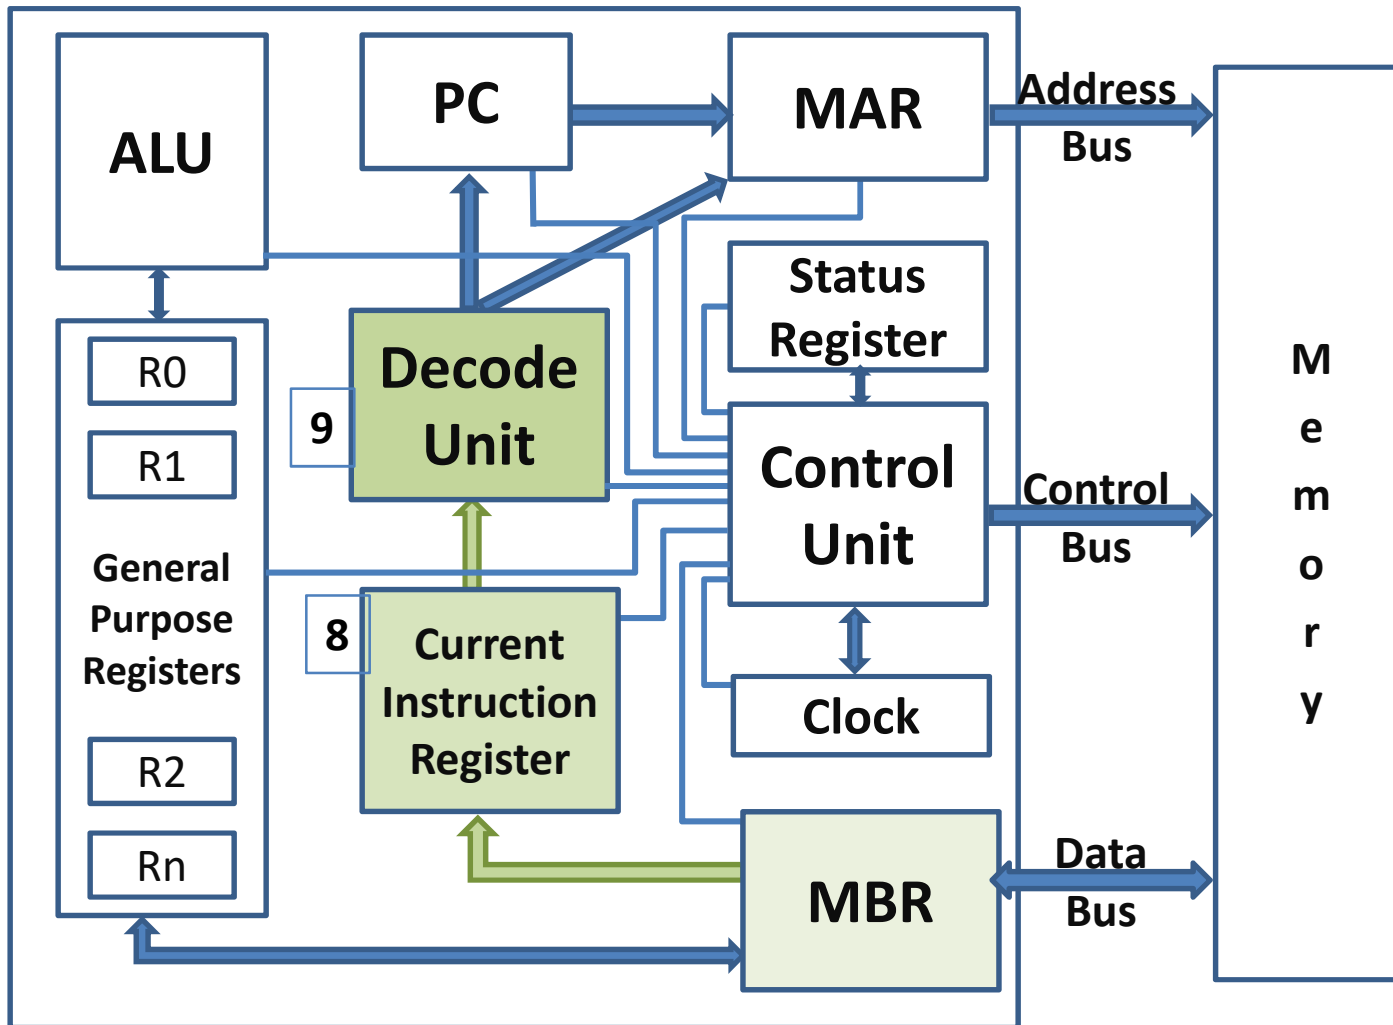 ALU
PC
MAR
Address
Bus
Status
Register
R0
R1
General
Purpose
Registers
R2
Rn
9
Decode
Unit
8
Current
Instruction
Register
Control
Unit
Control
Bus
Clock
MBR
Data
Bus
M
e
m
o
r
y